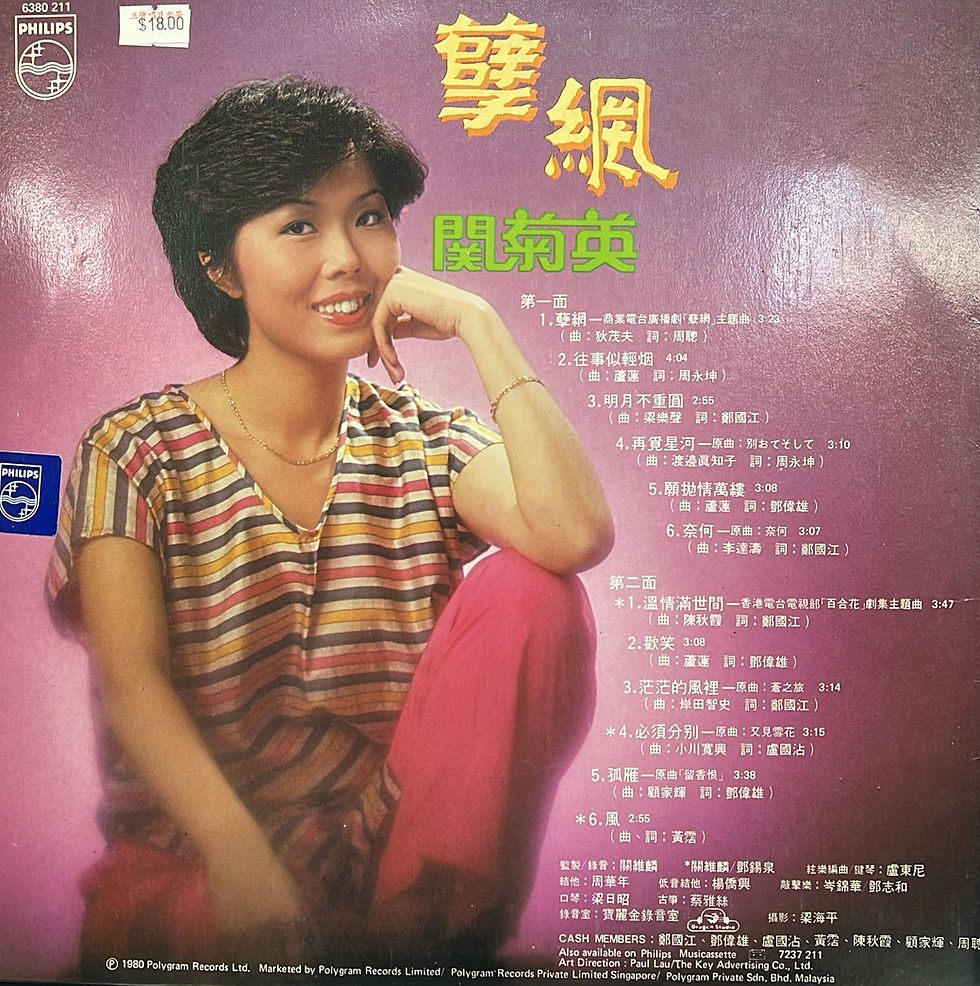 6380 211
PHILIPS
$18.00
孽網
関菊英
第一面
1.孽網—商業電台廣播劇「孽網」主題曲 3:23
(曲：狄茂夫 詞：周聰)
2.往事似輕烟 4:04
(曲：蘆蓮 詞：周永坤)
3.明月不重圓 2:55
(曲：梁樂聲 詞：鄭國江)
4.再覓星河—原曲：別おてそして 3:10
(曲：渡邊眞知子 詞：周永坤)
5.願拋情萬縷 3:08
(曲：蘆蓮 詞：鄧偉雄)
6.奈何—原曲：奈何 3:07
(曲：李達濤 詞：鄭國江)
第二面
*1.溫情滿世間—香港電台電視部「百合花」劇集主題曲 3:47
(曲：陳秋霞 詞：鄭國江)
2.歡笑 3:08
(曲：蘆蓮 詞：鄧偉雄)
3.茫茫的風裡—原曲：蒼之旅 3:14
(曲：岸田智史 詞：鄭國江)
*4.必須分別—原曲：又見雪花 3:15
(曲：小川寬興 詞：盧國沾)
5.孤雁—原曲「留香恨」 3:38
(曲：顧家輝 詞：鄧偉雄)
*6.風 2:55
(曲、詞：黃霑)
監製/錄音：關維麟 *關維麟/鄧錫泉 絃樂編曲/鍵琴：盧東尼
結他：周華年 低音結他：楊僑興 敲擊樂：岑錦華/鄧志和
口琴：梁日昭 古箏：蔡雅絲
錄音室：寶麗金錄音室 Dragon Studio 攝影：梁海平
CASH MEMBERS：鄭國江、鄧偉雄、盧國沾、黃霑、陳秋霞、顧家輝、周聰
Also available on Philips Musicassette 7237 211
Art Direction : Paul Lau/The Key Advertising Co., Ltd.
Ⓟ 1980 Polygram Records Ltd. Marketed by Polygram Records Limited/ Polygram Records Private Limited Singapore/ Polygram Private Sdn. Bhd. Malaysia
PHILIPS